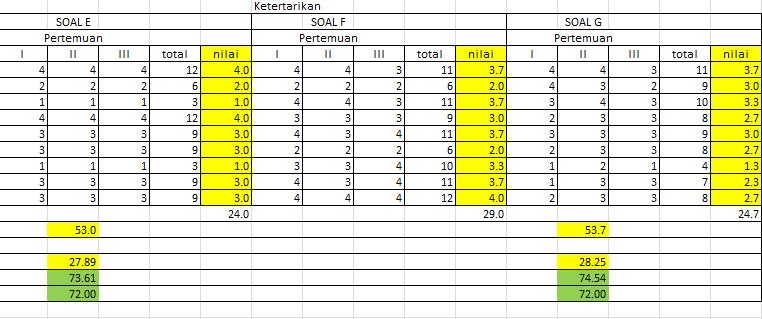 Ketertarikan
SOAL E SOAL F SOAL G
Pertemuan Pertemuan Pertemuan
I II III total nilai I II III total nilai I II III total nilai
4 4 4 12 4.0 4 4 3 11 3.7 4 4 3 11 3.7
2 2 2 6 2.0 2 2 2 6 2.0 4 3 2 9 3.0
1 1 1 3 1.0 4 4 3 11 3.7 3 4 3 10 3.3
4 4 4 12 4.0 3 3 3 9 3.0 2 3 3 8 2.7
3 3 3 9 3.0 4 3 4 11 3.7 3 3 3 9 3.0
3 3 3 9 3.0 2 2 2 6 2.0 2 3 3 8 2.7
1 1 1 3 1.0 3 3 4 10 3.3 1 2 1 4 1.3
3 3 3 9 3.0 4 3 4 11 3.7 1 3 3 7 2.3
3 3 3 9 3.0 4 4 4 12 4.0 2 3 3 8 2.7
24.0 29.0 24.7
53.0 53.7
27.89 28.25
73.61 74.54
72.00 72.00